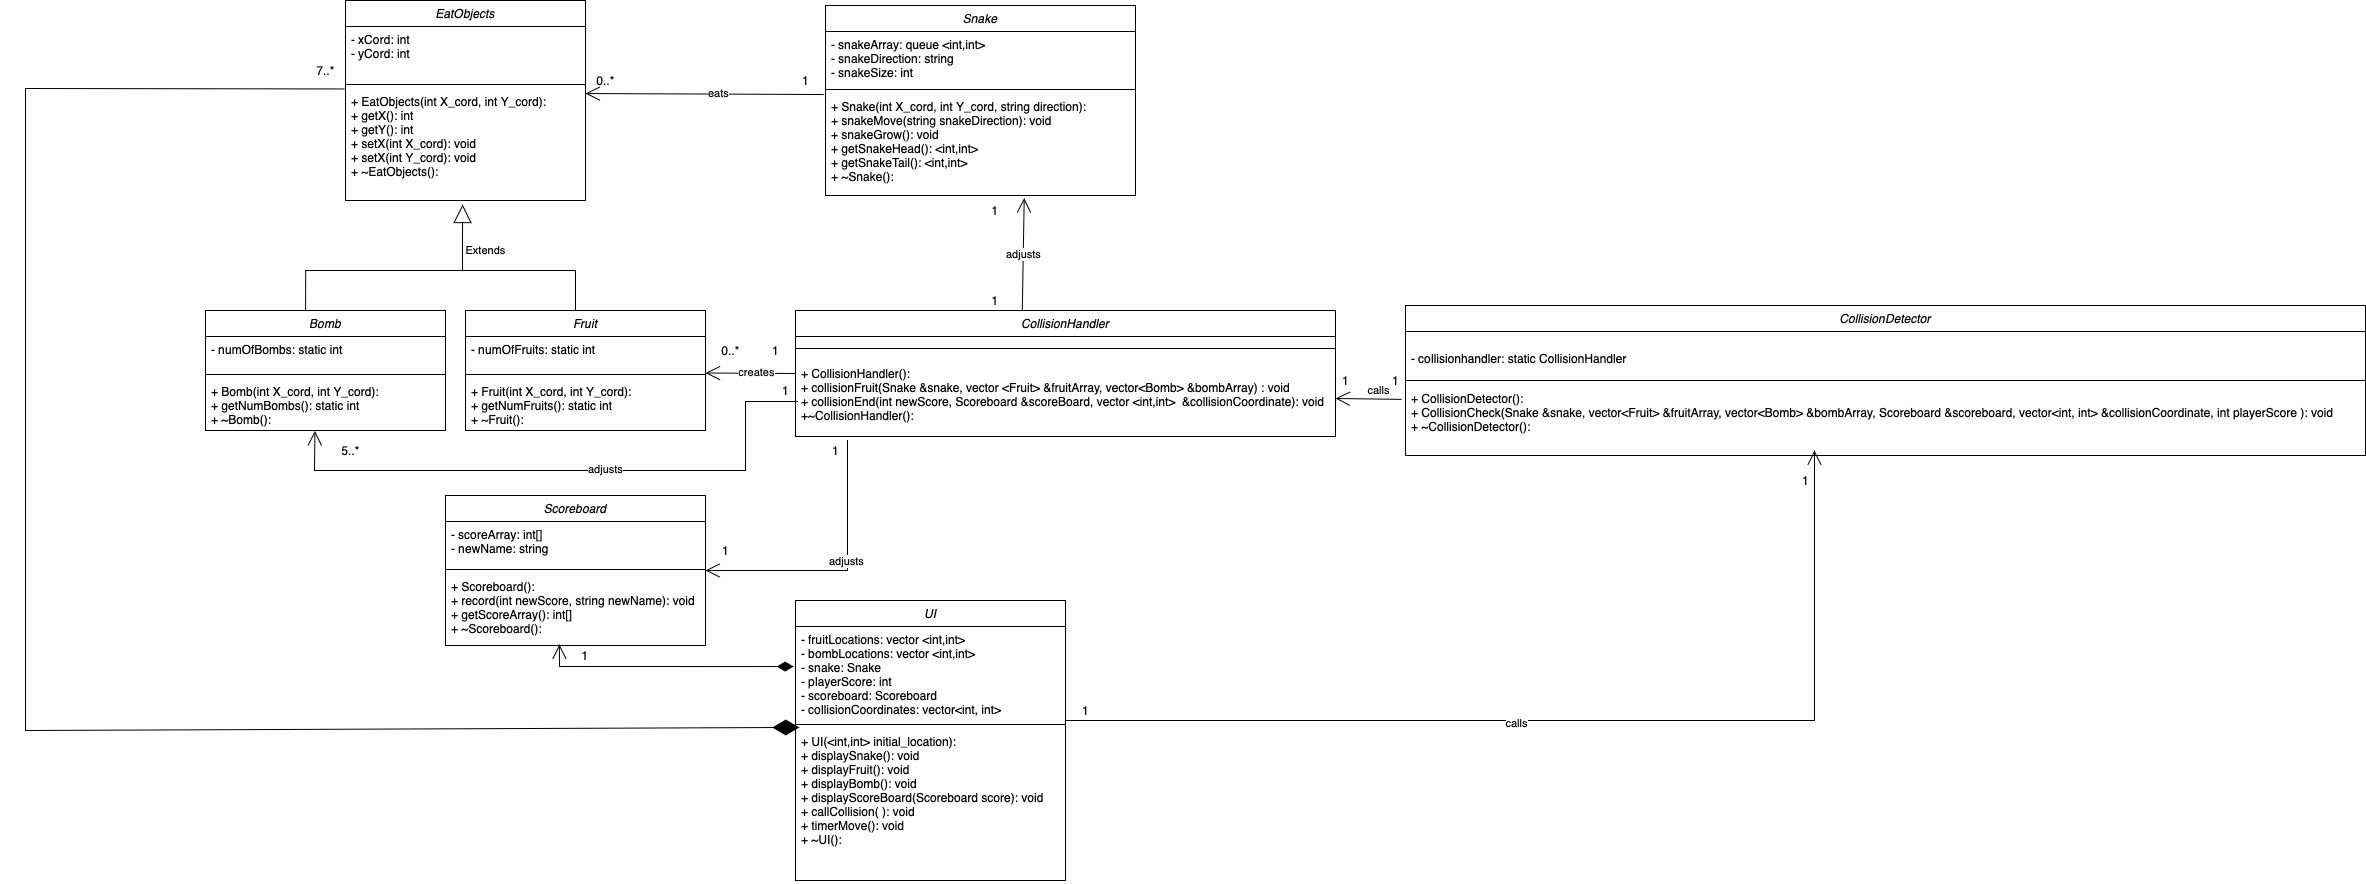 EatObjects
- xCord: int
- yCord: int
+ EatObjects(int X_cord, int Y_cord):
+ getX(): int
+ getY(): int
+ setX(int X_cord): void
+ setX(int Y_cord): void
+ ~EatObjects():
7..*
0..*
eats
1
Snake
- snakeArray: queue <int,int>
- snakeDirection: string
- snakeSize: int
+ Snake(int X_cord, int Y_cord, string direction):
+ snakeMove(string snakeDirection): void
+ snakeGrow(): void
+ getSnakeHead(): <int,int>
+ getSnakeTail(): <int,int>
+ ~Snake():
1
adjusts
1
Extends
Bomb
- numOfBombs: static int
+ Bomb(int X_cord, int Y_cord):
+ getNumBombs(): static int
+ ~Bomb():
Fruit
- numOfFruits: static int
+ Fruit(int X_cord, int Y_cord):
+ getNumFruits(): static int
+ ~Fruit():
0..*
1
creates
1
5..*
adjusts
CollisionHandler
+ CollisionHandler():
+ collisionFruit(Snake &snake, vector <Fruit> &fruitArray, vector<Bomb> &bombArray) : void
+ collisionEnd(int newScore, Scoreboard &scoreBoard, vector <int,int>  &collisionCoordinate): void
+~CollisionHandler():
1
1
calls
CollisionDetector
- collisionhandler: static CollisionHandler
+ CollisionDetector():
+ CollisionCheck(Snake &snake, vector<Fruit> &fruitArray, vector<Bomb> &bombArray, Scoreboard &scoreboard, vector<int, int> &collisionCoordinate, int playerScore ): void
+ ~CollisionDetector():
1
1
1
adjusts
Scoreboard
- scoreArray: int[]
- newName: string
+ Scoreboard():
+ record(int newScore, string newName): void
+ getScoreArray(): int[]
+ ~Scoreboard():
1
UI
- fruitLocations: vector <int,int>
- bombLocations: vector <int,int>
- snake: Snake
- playerScore: int
- scoreboard: Scoreboard
- collisionCoordinates: vector<int, int>
+ UI(<int,int> initial_location):
+ displaySnake(): void
+ displayFruit(): void
+ displayBomb(): void
+ displayScoreBoard(Scoreboard score): void
+ callCollision( ): void
+ timerMove(): void
+ ~UI():
1
calls